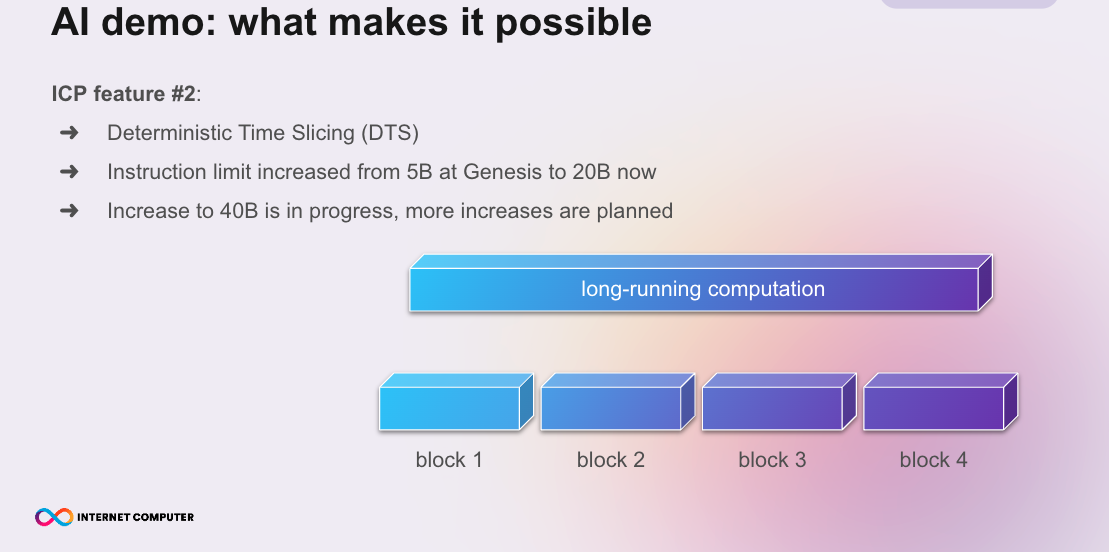 AI demo: what makes it possible
ICP feature #2:
➜ Deterministic Time Slicing (DTS)
➜ Instruction limit increased from 5B at Genesis to 20B now
➜ Increase to 40B is in progress, more increases are planned
long-running computation
block 1 block 2 block 3 block 4
INTERNET COMPUTER